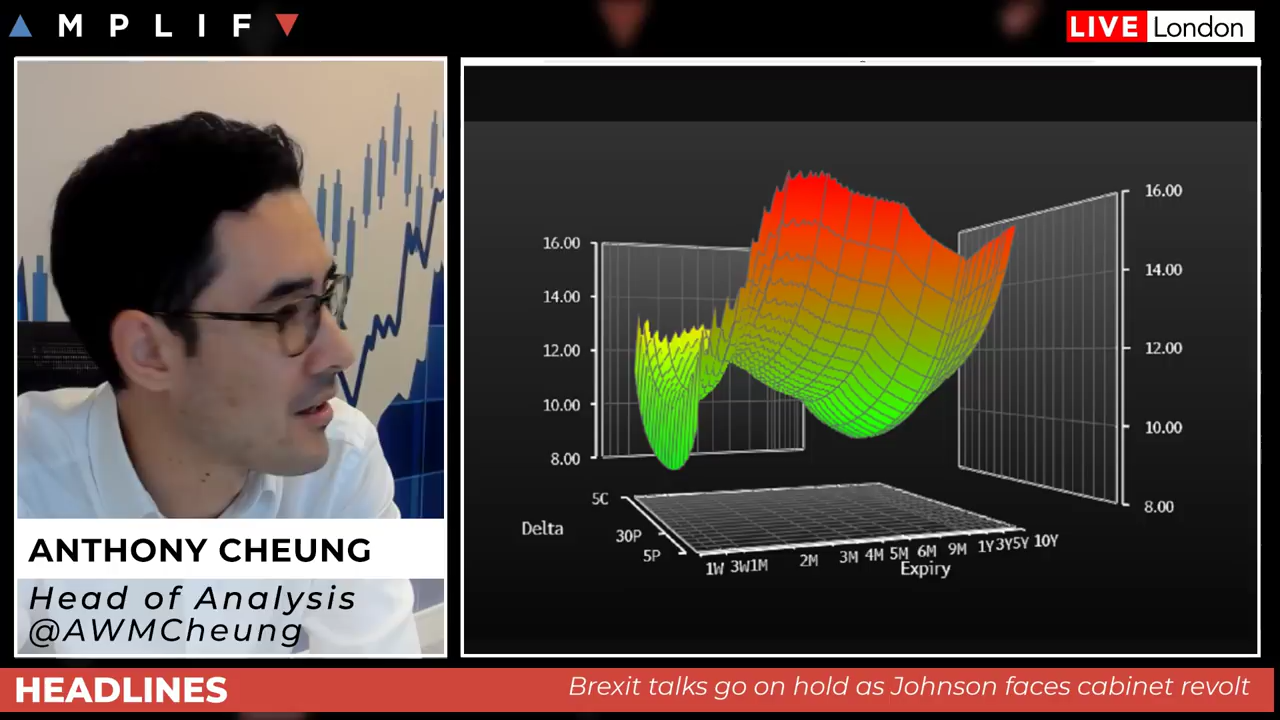 ▲ M P L I F ▼
LIVE London
16.00
14.00
12.00
10.00
8.00
16.00
14.00
12.00
10.00
8.00
Delta
5C
30P
5P
1W 3W1M 2M 3M 4M 5M 6M 9M 1Y3Y5Y 10Y
Expiry
ANTHONY CHEUNG
Head of Analysis
@AWMCheung
HEADLINES
Brexit talks go on hold as Johnson faces cabinet revolt